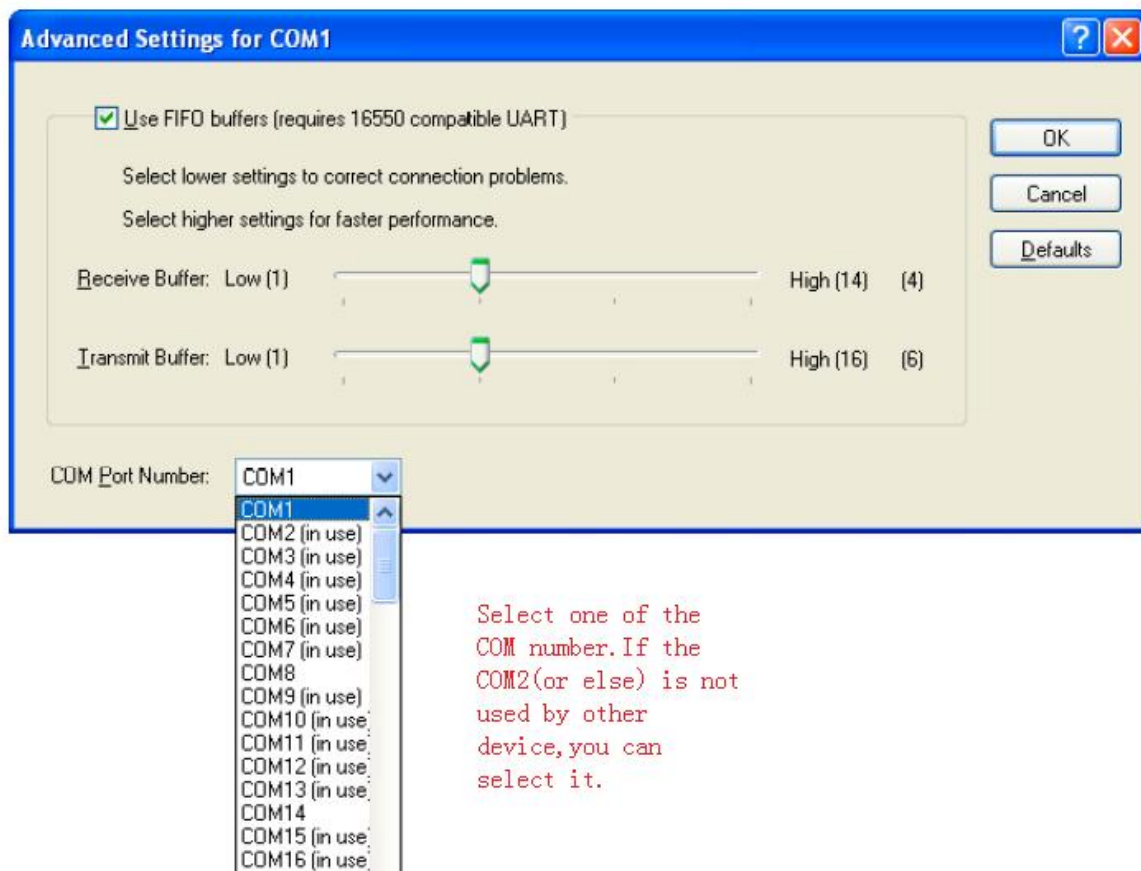 Advanced Settings for COM1
Use FIFO buffers (requires 16550 compatible UART)
Select lower settings to correct connection problems.
Select higher settings for faster performance.
Receive Buffer: Low (1) High (14) (4)
Transmit Buffer: Low (1) High (16) (6)
OK
Cancel
Defaults
COM Port Number: COM1
COM1
COM2 (in use)
COM3 (in use)
COM4 (in use)
COM5 (in use)
COM6 (in use)
COM7 (in use)
COM8
COM9 (in use)
COM10 (in use
COM11 (in use
COM12 (in use
COM13 (in use
COM14
COM15 (in use
COM16 (in use
Select one of the
COM number.If the
COM2(or else) is not
used by other
device,you can
select it.